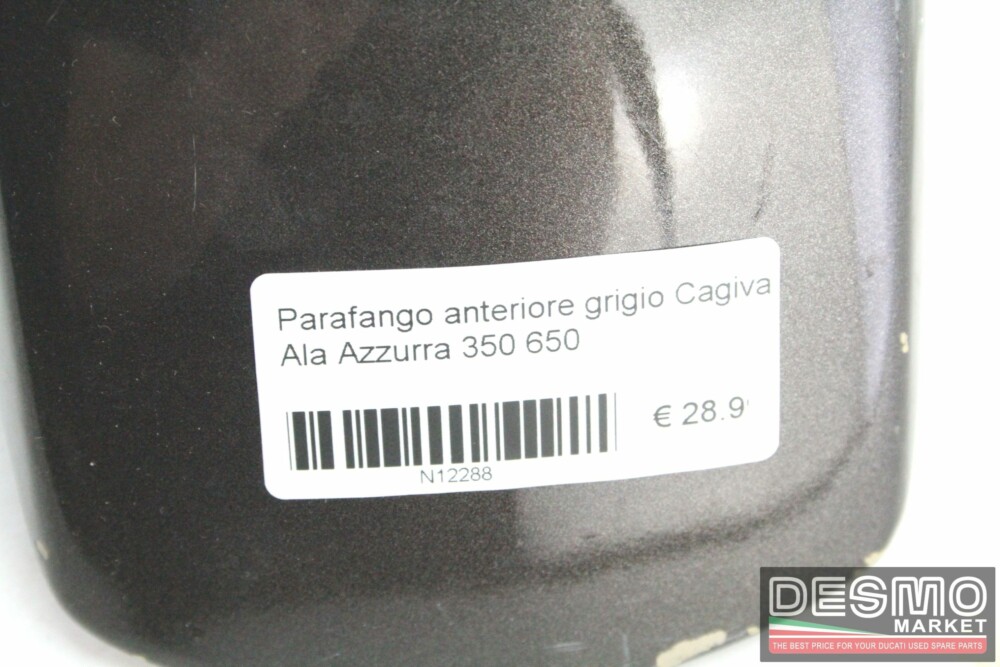 Parafango anteriore grigio Cagiva
Ala Azzurra 350 650
€ 28.9
N12288
DESMO
MARKET
THE BEST PRICE FOR YOUR DUCATI USED SPARE PARTS